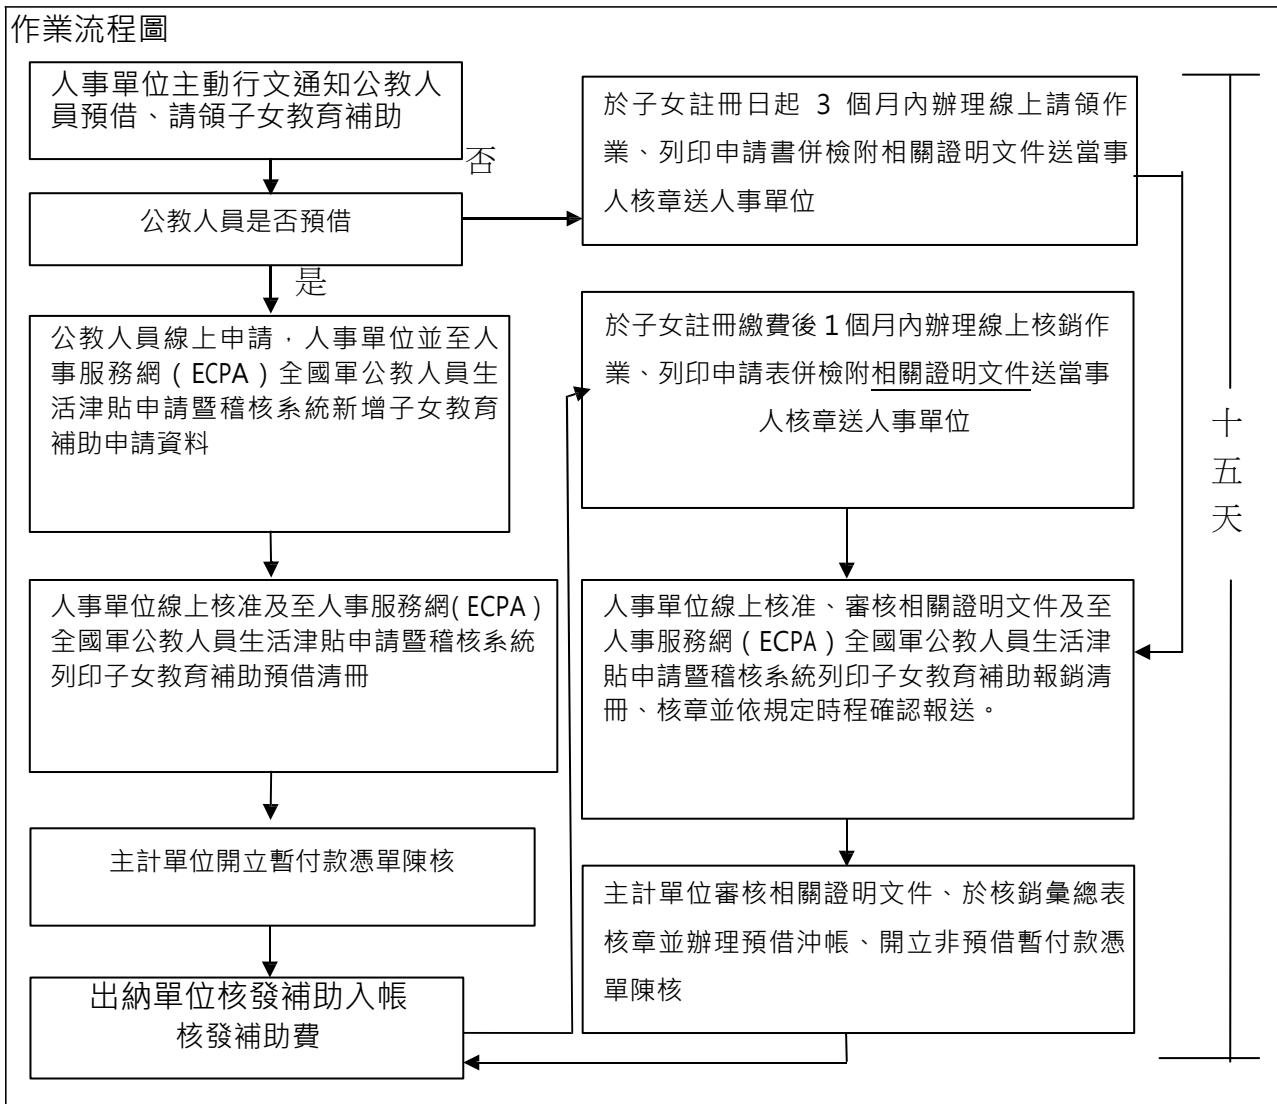 作業流程圖
人事單位主動行文通知公教人
員預借、請領子女教育補助
否
公教人員是否預借
是
公教人員線上申請，人事單位並至人
事服務網（ECPA）全國軍公教人員生
活津貼申請暨稽核系統新增子女教育
補助申請資料
人事單位線上核准及至人事服務網(ECPA)
全國軍公教人員生活津貼申請暨稽核系統
列印子女教育補助預借清冊
主計單位開立暫付款憑單陳核
出納單位核發補助入帳
核發補助費
於子女註冊日起 3 個月內辦理線上請領作
業、列印申請書併檢附相關證明文件送當事
人核章送人事單位
於子女註冊繳費後 1 個月內辦理線上核銷作
業、列印申請表併檢附相關證明文件送當事
人核章送人事單位
人事單位線上核准、審核相關證明文件及至
人事服務網（ECPA）全國軍公教人員生活津
貼申請暨稽核系統列印子女教育補助報銷清
冊、核章並依規定時程確認報送。
主計單位審核相關證明文件、於核銷彙總表
核章並辦理預借沖帳、開立非預借暫付款憑
單陳核
十
五
天